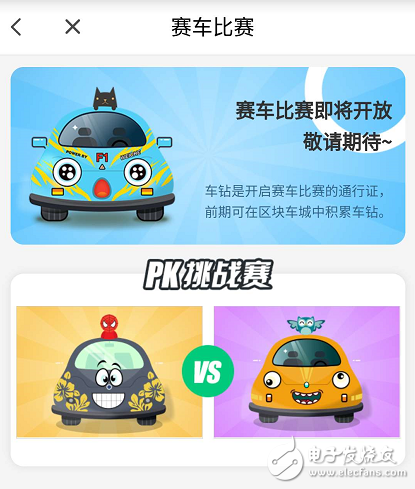 赛车比赛
赛车比赛即将开放
敬请期待~
POWER BY
F1
车钻是开启赛车比赛的通行证，
前期可在区块车城中积累车钻。
PK挑战赛
VS
电子发烧友
www.elecfans.com